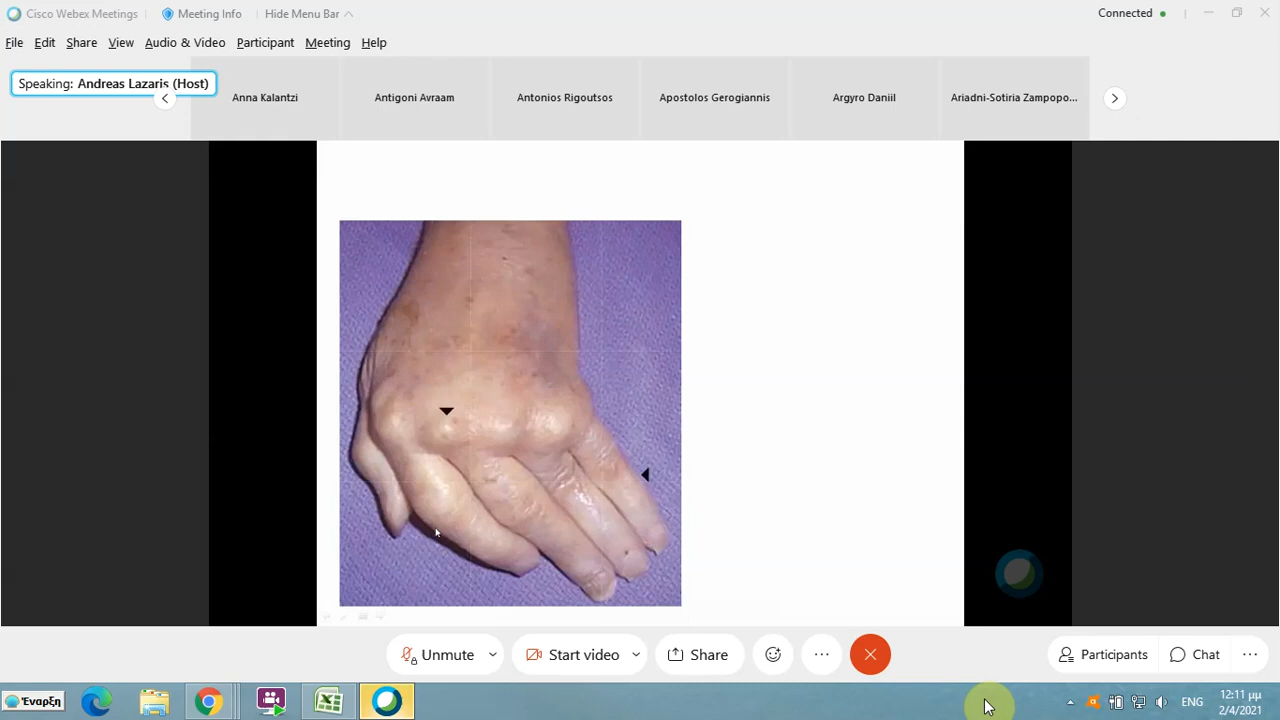 Cisco Webex Meetings
Meeting Info
Hide Menu Bar
Connected
File Edit Share View Audio & Video Participant Meeting Help
Speaking: Andreas Lazaris (Host)
Anna Kalantzi
Antigoni Avraam
Antonios Rigoutsos
Apostolos Gerogiannis
Argyro Daniil
Ariadni-Sotiria Zampopo...
Unmute
Start video
Share
Participants
Chat
Έναρξη
ENG
12:11 μμ
2/4/2021